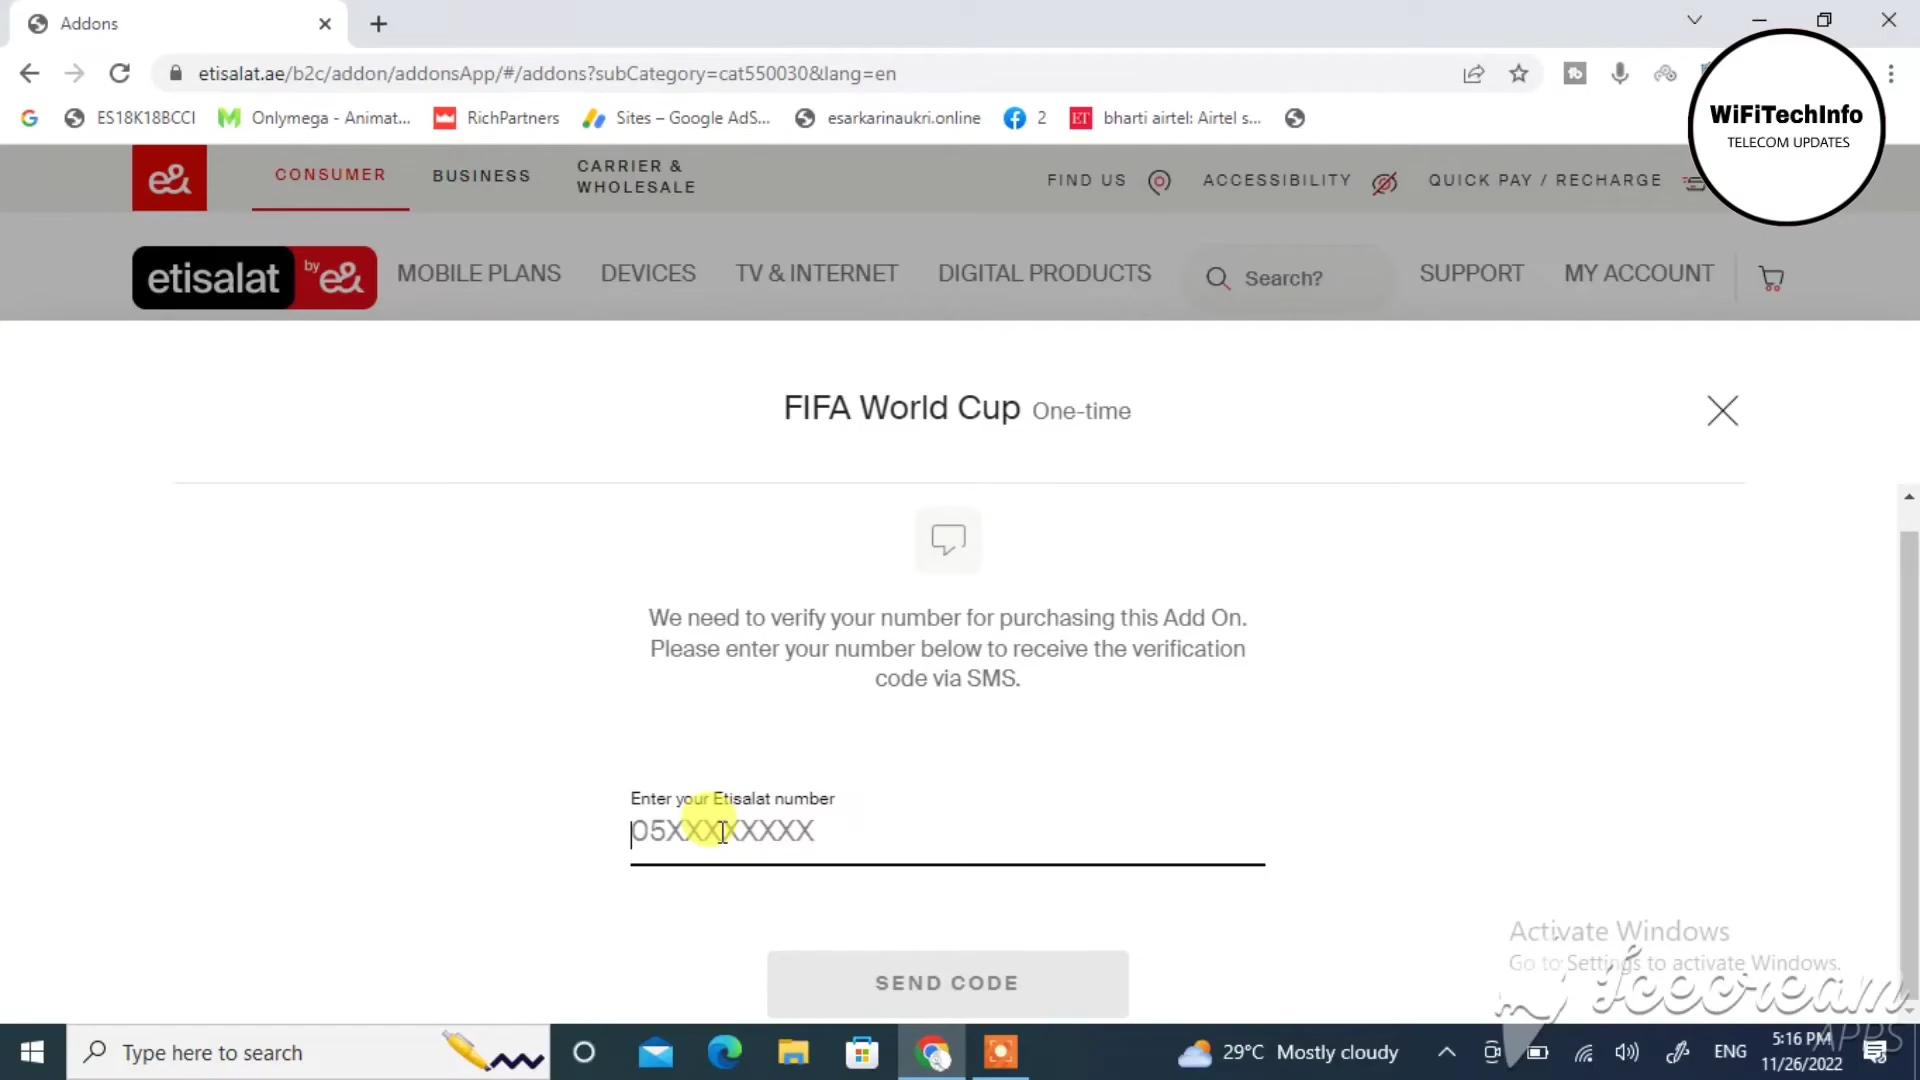 Addons
etisalat.ae/b2c/addon/addonsApp/#/addons?subCategory=cat550030&lang=en
ES18K18BCCI
Onlymega - Animat...
RichPartners
Sites – Google AdS...
esarkarinaukri.online
2
ET
bharti airtel: Airtel s...
WiFiTechInfo
TELECOM UPDATES
e&
CONSUMER
BUSINESS
CARRIER &
WHOLESALE
FIND US
ACCESSIBILITY
QUICK PAY / RECHARGE
etisalat by e&
MOBILE PLANS
DEVICES
TV & INTERNET
DIGITAL PRODUCTS
Search?
SUPPORT
MY ACCOUNT
FIFA World Cup One-time
We need to verify your number for purchasing this Add On.
Please enter your number below to receive the verification
code via SMS.
Enter your Etisalat number
05XXXXXXXX
SEND CODE
Activate Windows
Go to Settings to activate Windows.
Icecream
APPS
Type here to search
29°C Mostly cloudy
ENG
5:16 PM
11/26/2022